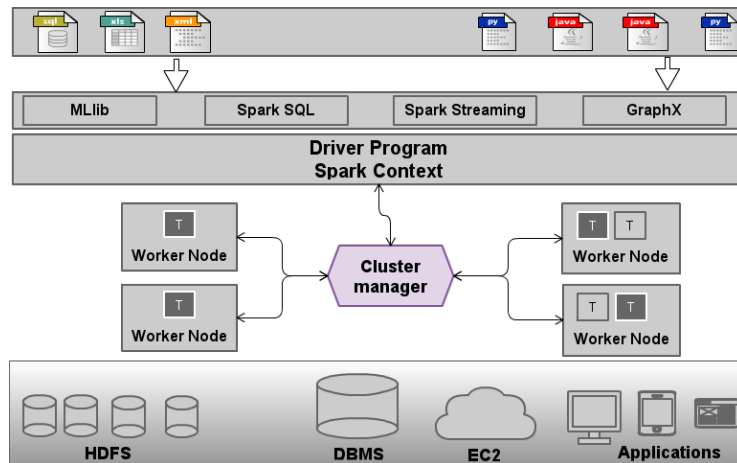 sql
xls
xml
py
java
java
py
MLlib
Spark SQL
Spark Streaming
GraphX
Driver Program
Spark Context
T
Worker Node
T
T
Worker Node
Cluster
manager
T
Worker Node
T
T
Worker Node
HDFS
DBMS
EC2
Applications